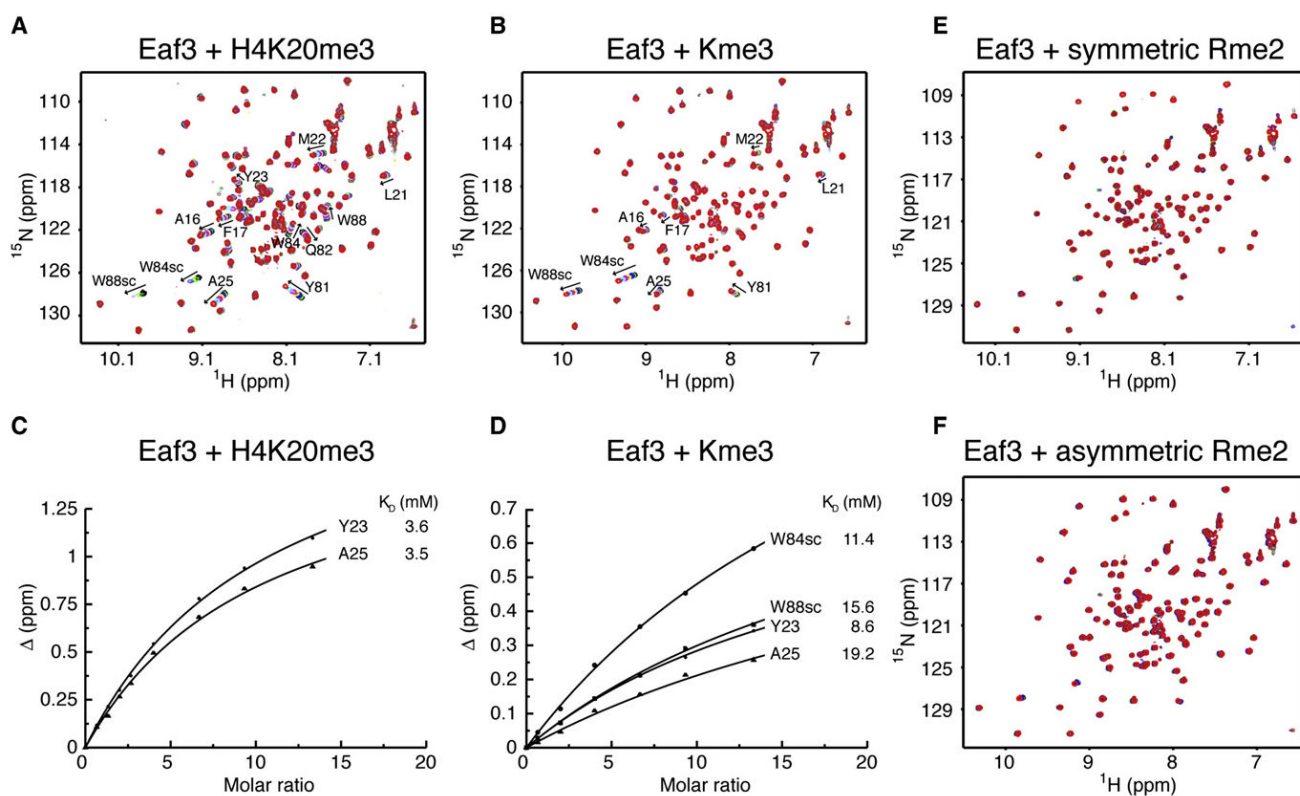 A
Eaf3 + H4K20me3
110
114
118
122
126
130
15N (ppm)
M22
Y23
L21
A16
F17
W88
W84
Q82
W84sc
W88sc
A25
Y81
10.1 9.1 8.1 7.1
1H (ppm)
B
Eaf3 + Kme3
110
114
118
122
126
130
15N (ppm)
M22
L21
A16
F17
W84sc
W88sc
A25
Y81
10 9 8 7
1H (ppm)
E
Eaf3 + symmetric Rme2
109
113
117
121
125
129
15N (ppm)
10.1 9.1 8.1 7.1
1H (ppm)
C
Eaf3 + H4K20me3
KD (mM)
Y23 3.6
A25 3.5
1.25
1
0.75
0.5
0.25
0
Δ (ppm)
0 5 10 15 20
Molar ratio
D
Eaf3 + Kme3
KD (mM)
W84sc 11.4
W88sc 15.6
Y23 8.6
A25 19.2
0.7
0.6
0.5
0.4
0.3
0.2
0.1
0
Δ (ppm)
0 5 10 15 20
Molar ratio
F
Eaf3 + asymmetric Rme2
109
113
117
121
125
129
15N (ppm)
10 9 8 7
1H (ppm)